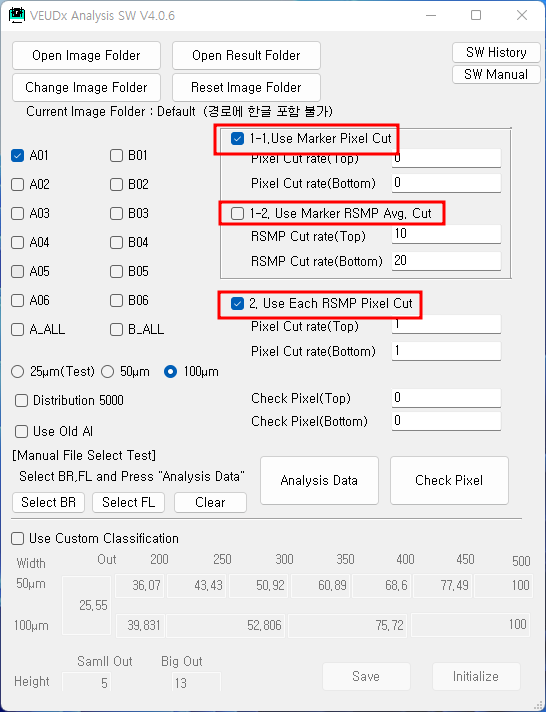 VEUDx Analysis SW V4.0.6
Open Image Folder
Open Result Folder
SW History
Change Image Folder
Reset Image Folder
SW Manual
Current Image Folder : Default (경로에 한글 포함 불가)
A01
B01
A02
B02
A03
B03
A04
B04
A05
B05
A06
B06
A_ALL
B_ALL
1-1.Use Marker Pixel Cut
Pixel Cut rate(Top) 0
Pixel Cut rate(Bottom) 0
1-2. Use Marker RSMP Avg. Cut
RSMP Cut rate(Top) 10
RSMP Cut rate(Bottom) 20
2. Use Each RSMP Pixel Cut
Pixel Cut rate(Top) 1
Pixel Cut rate(Bottom) 1
25μm(Test)
50μm
100μm
Distribution 5000
Use Old AI
Check Pixel(Top) 0
Check Pixel(Bottom) 0
[Manual File Select Test]
Select BR,FL and Press "Analysis Data"
Select BR
Select FL
Clear
Analysis Data
Check Pixel
Use Custom Classification
Width Out 200 250 300 350 400 450 500
50μm 25.55 36.07 43.43 50.92 60.89 68.6 77.49 100
100μm 39.831 52.806 75.72 100
Samll Out
Big Out
Height 5 13
Save
Initialize